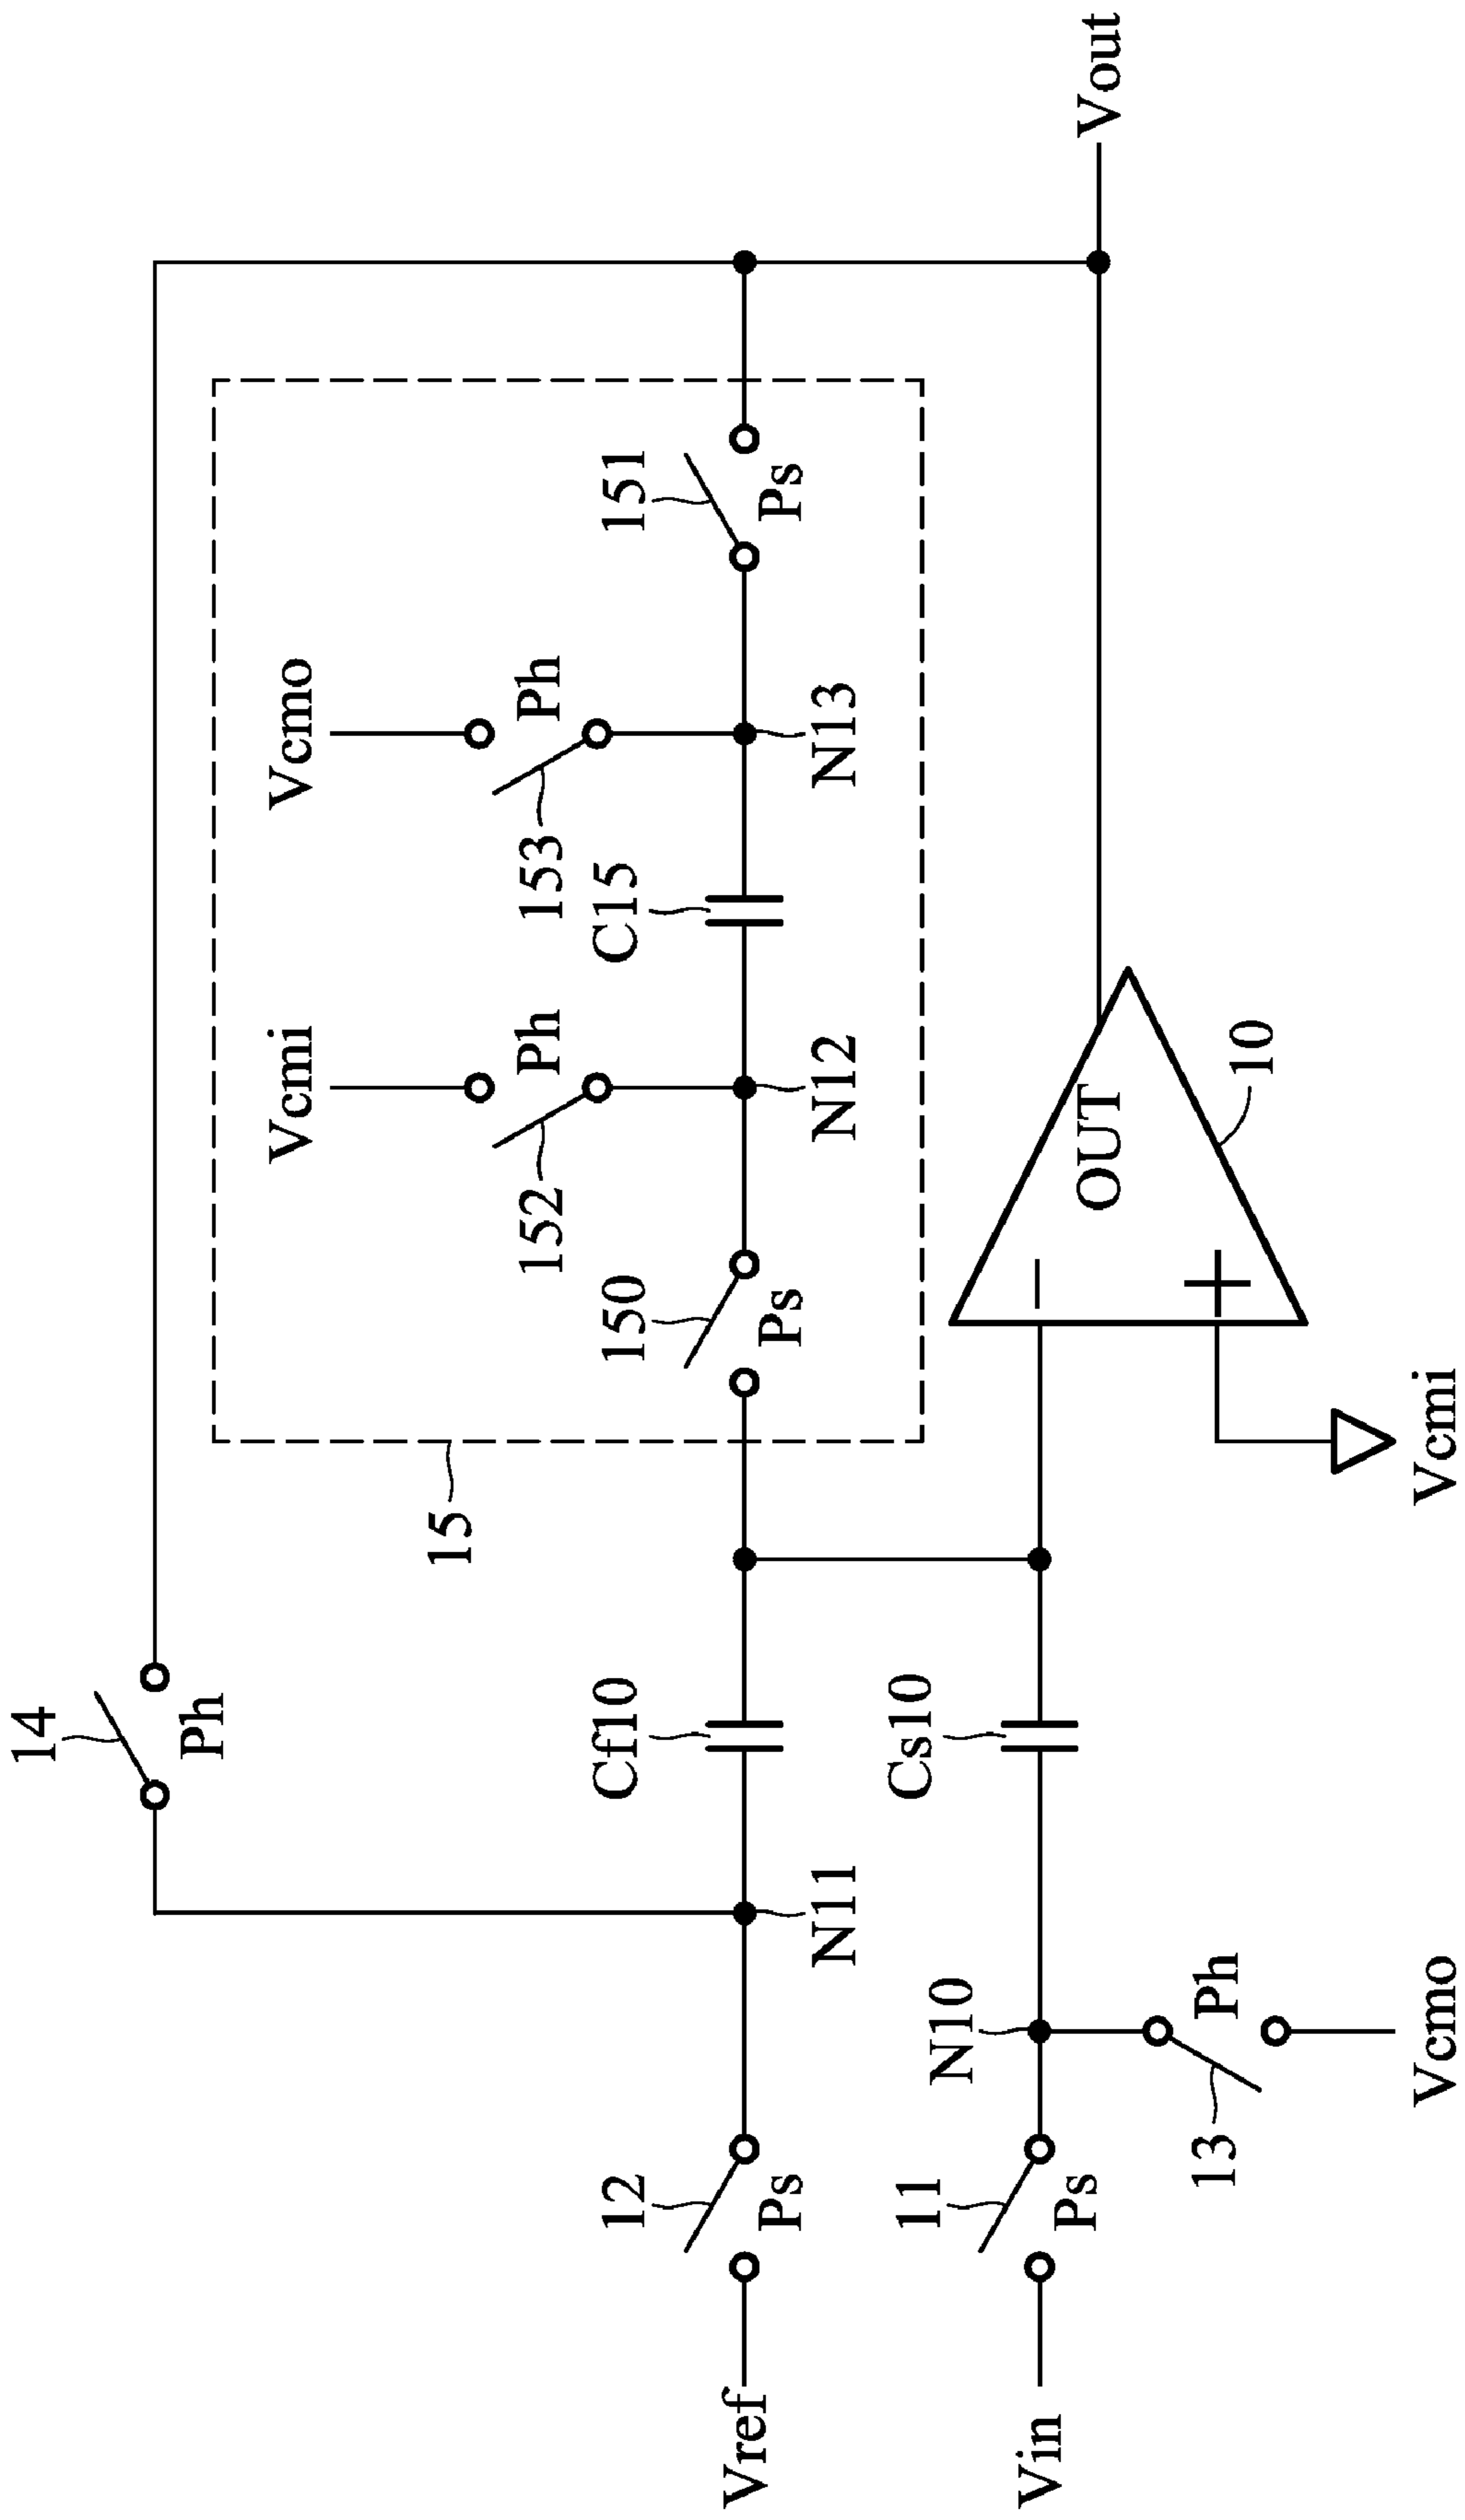 14
Ph
15
Vcmi
Vcmo
Ph
Ph
152
153
150
C15
151
Ps
Ps
N12
N13
12
Cf10
Ps
N11
Vref
11
N10
Cs10
Ps
Vin
Ph
13
Vcmo
OUT
−
+
10
Vcmi
Vout